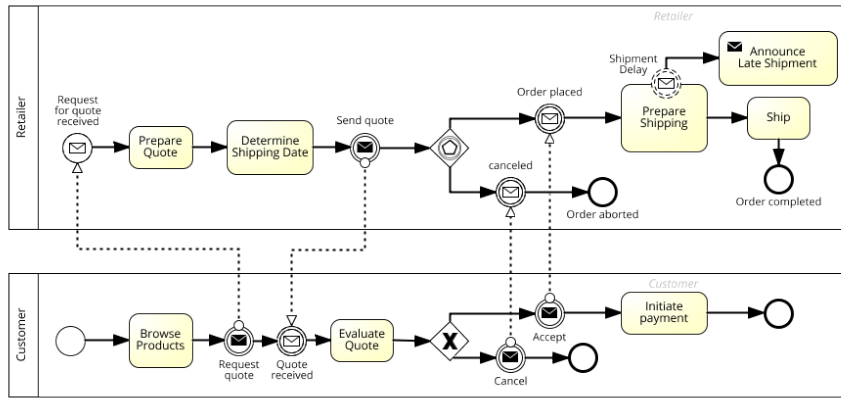 Retailer
Retailer
Request
for quote
received
Prepare
Quote
Determine
Shipping Date
Send quote
Order placed
canceled
Order aborted
Shipment
Delay
Prepare
Shipping
Announce
Late Shipment
Ship
Order completed
Customer
Customer
Browse
Products
Request
quote
Quote
received
Evaluate
Quote
X
Accept
Cancel
Initiate
payment